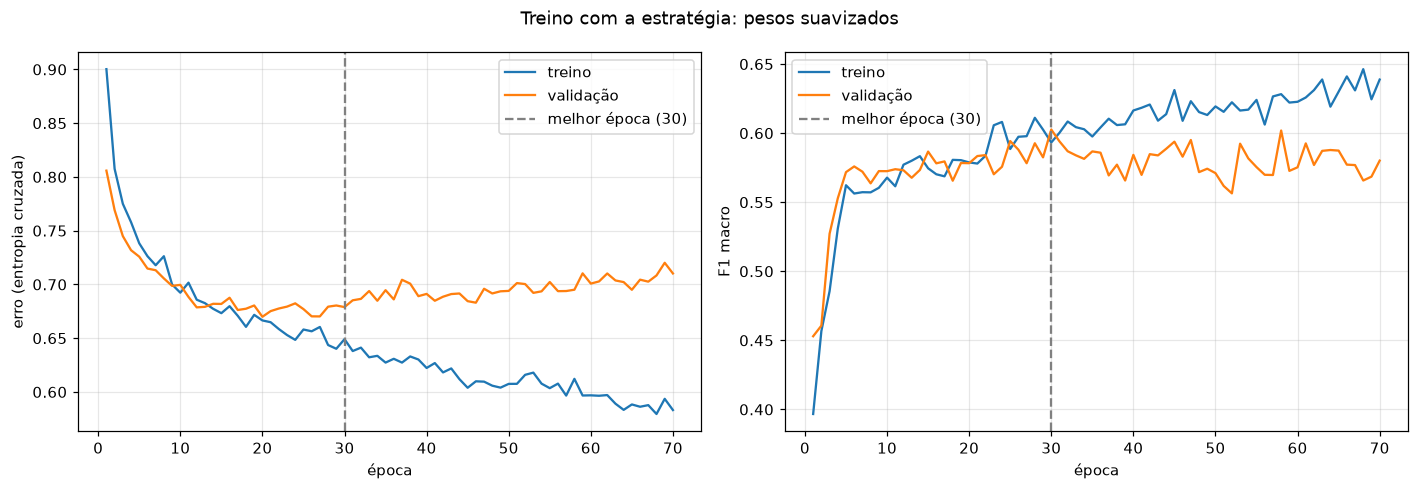 Treino com a estratégia: pesos suavizados
erro (entropia cruzada)
0.90
0.85
0.80
0.75
0.70
0.65
0.60
treino
validação
melhor época (30)
0 10 20 30 40 50 60 70
época
F1 macro
0.65
0.60
0.55
0.50
0.45
0.40
treino
validação
melhor época (30)
0 10 20 30 40 50 60 70
época